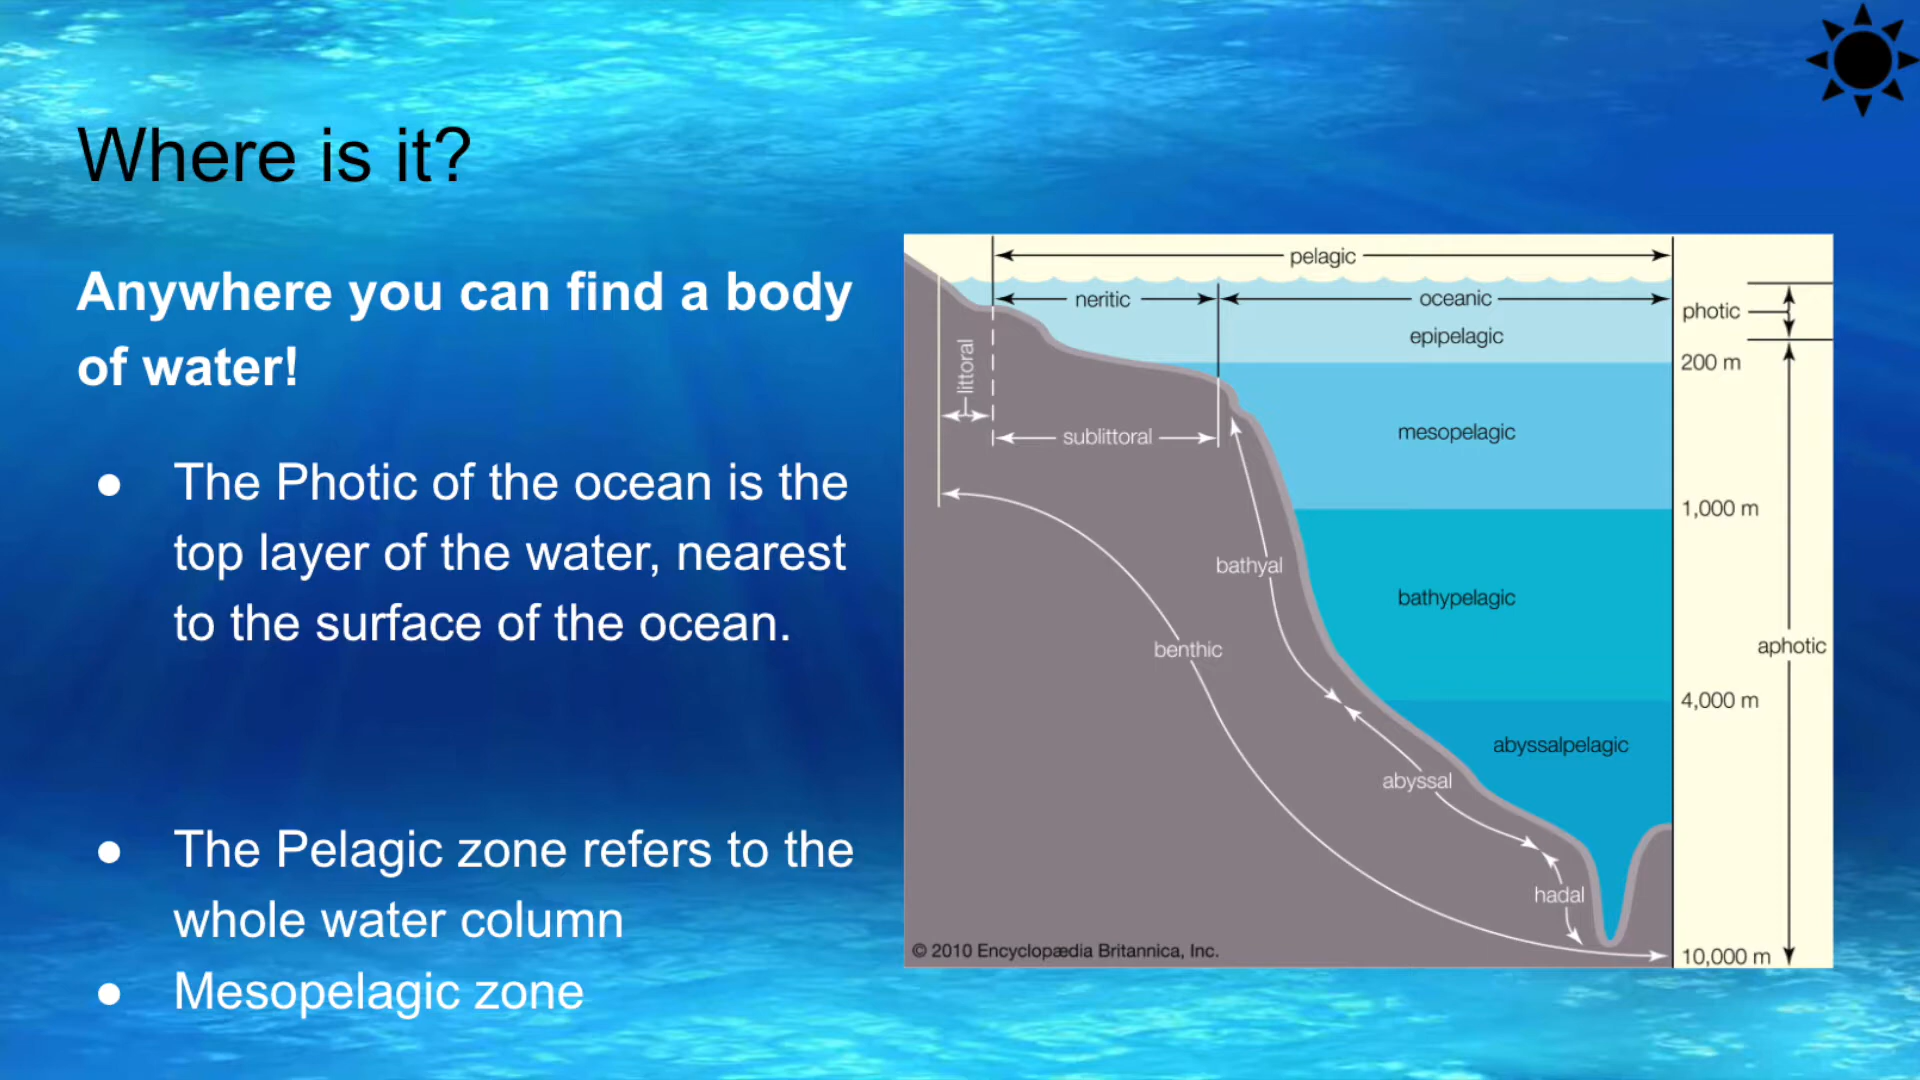 Where is it?
Anywhere you can find a body
of water!
● The Photic of the ocean is the
top layer of the water, nearest
to the surface of the ocean.
● The Pelagic zone refers to the
whole water column
● Mesopelagic zone
pelagic
neritic
oceanic
photic
epipelagic
littoral
200 m
sublittoral
mesopelagic
1,000 m
bathyal
bathypelagic
benthic
aphotic
4,000 m
abyssalpelagic
abyssal
hadal
© 2010 Encyclopædia Britannica, Inc.
10,000 m